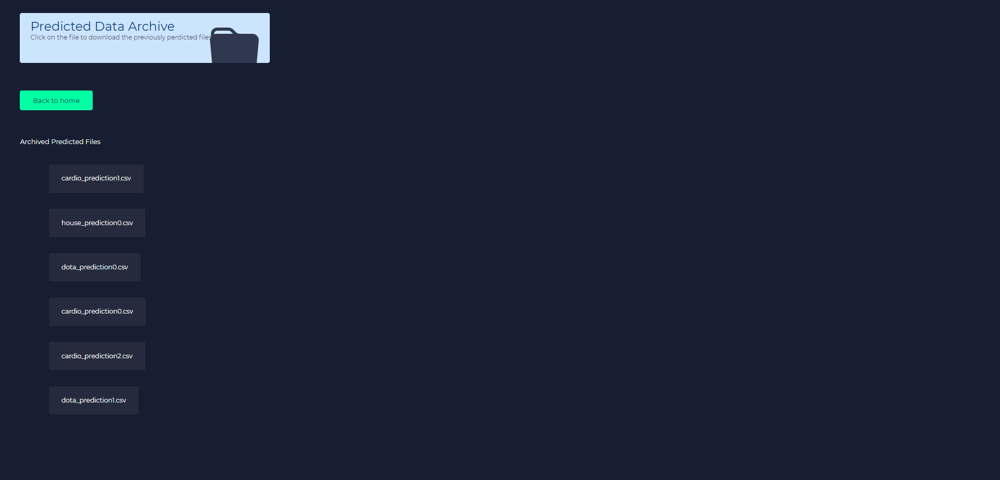 Predicted Data Archive
Click on the file to download the previously perdicted files
Back to home
Archived Predicted Files
cardio_prediction1.csv
house_prediction0.csv
dota_prediction0.csv
cardio_prediction0.csv
cardio_prediction2.csv
dota_prediction1.csv